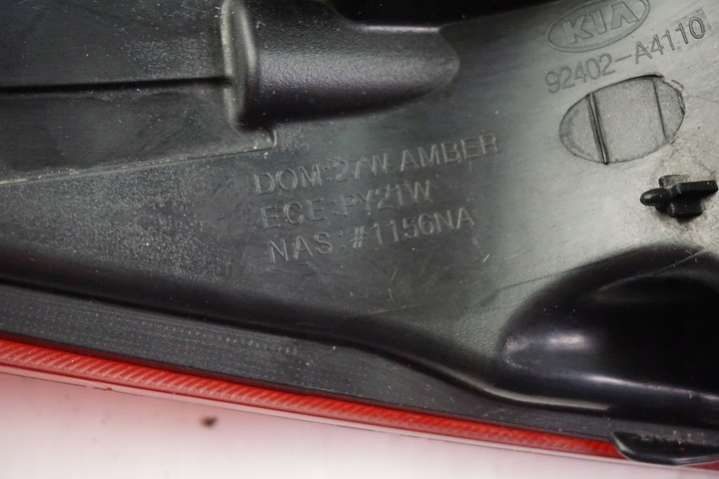 KIA
92402-A4110
DOM:27W AMBER
ECE:PY21W
NAS:#1156NA